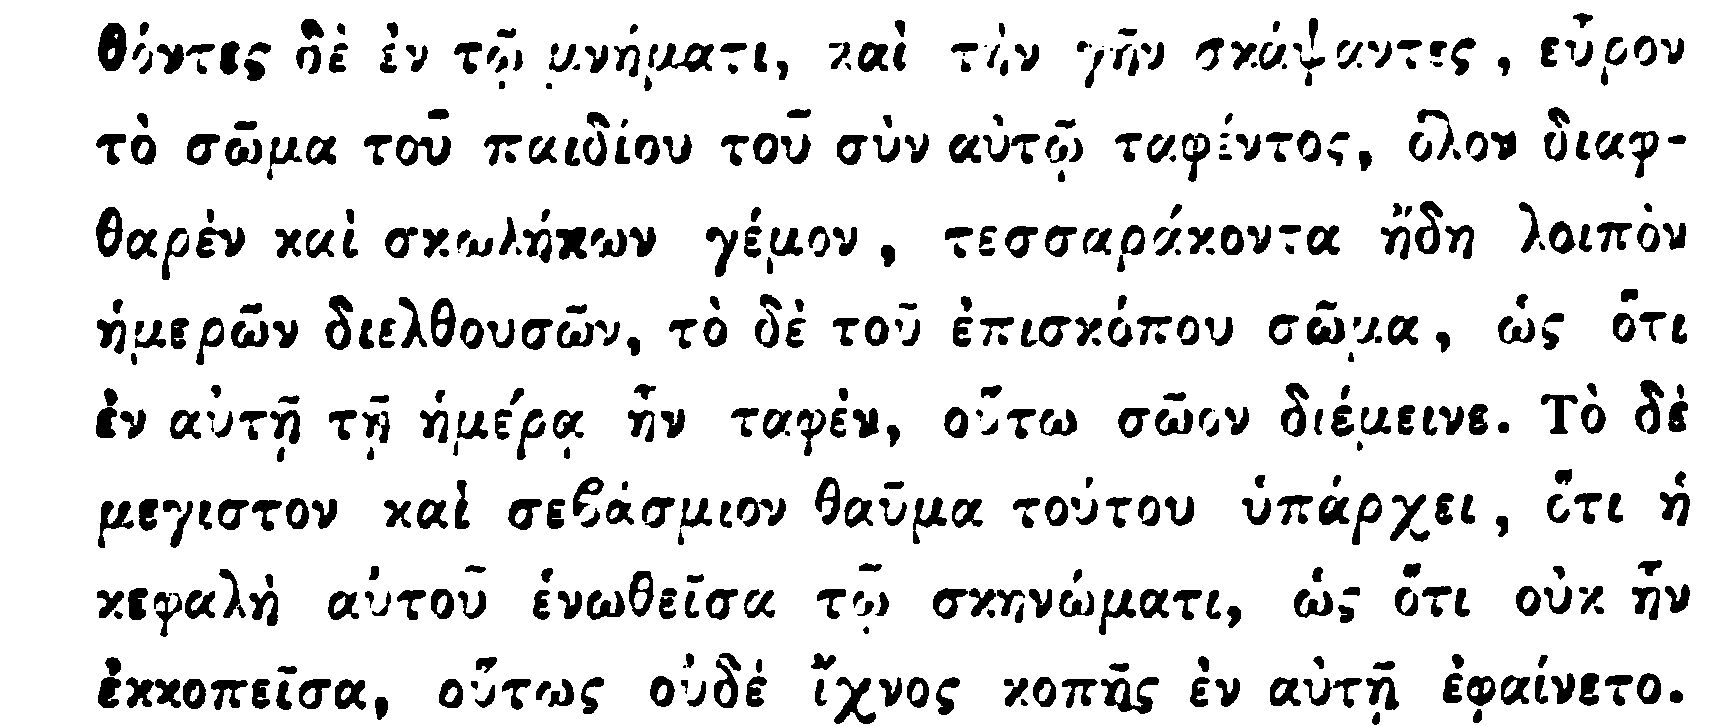 θόντες δὲ ἐν τῷ μνήματι, καὶ τὴν γῆν σκάψαντες, εὗρον
τὸ σῶμα τοῦ παιδίου τοῦ σὺν αὐτῷ ταφέντος, ὅλον διαφ-
θαρὲν καὶ σκωλήκων γέμον, τεσσαράκοντα ἤδη λοιπὸν
ἡμερῶν διελθουσῶν, τὸ δὲ τοῦ ἐπισκόπου σῶμα, ὡς ὅτι
ἐν αὐτῇ τῇ ἡμέρᾳ ἦν ταφὲν, οὕτω σῶον διέμεινε. Τὸ δὲ
μεγιστον καὶ σεβάσμιον θαῦμα τούτου ὑπάρχει, ὅτι ἡ
κεφαλὴ αὐτοῦ ἑνωθεῖσα τῷ σκηνώματι, ὡς ὅτι οὐκ ἦν
ἐκκοπεῖσα, οὕτως οὐδὲ ἴχνος κοπῆς ἐν αὐτῇ ἐφαίνετο.